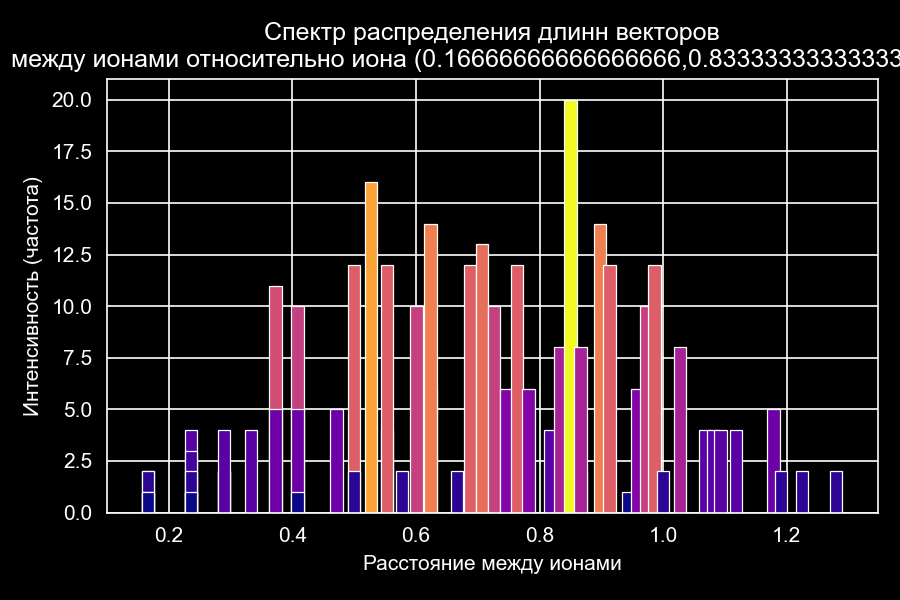 Спектр распределения длинн векторов
между ионами относительно иона (0.16666666666666666,0.83333333333333
20.0
17.5
15.0
12.5
10.0
7.5
5.0
2.5
0.0
Интенсивность (частота)
0.2 0.4 0.6 0.8 1.0 1.2
Расстояние между ионами